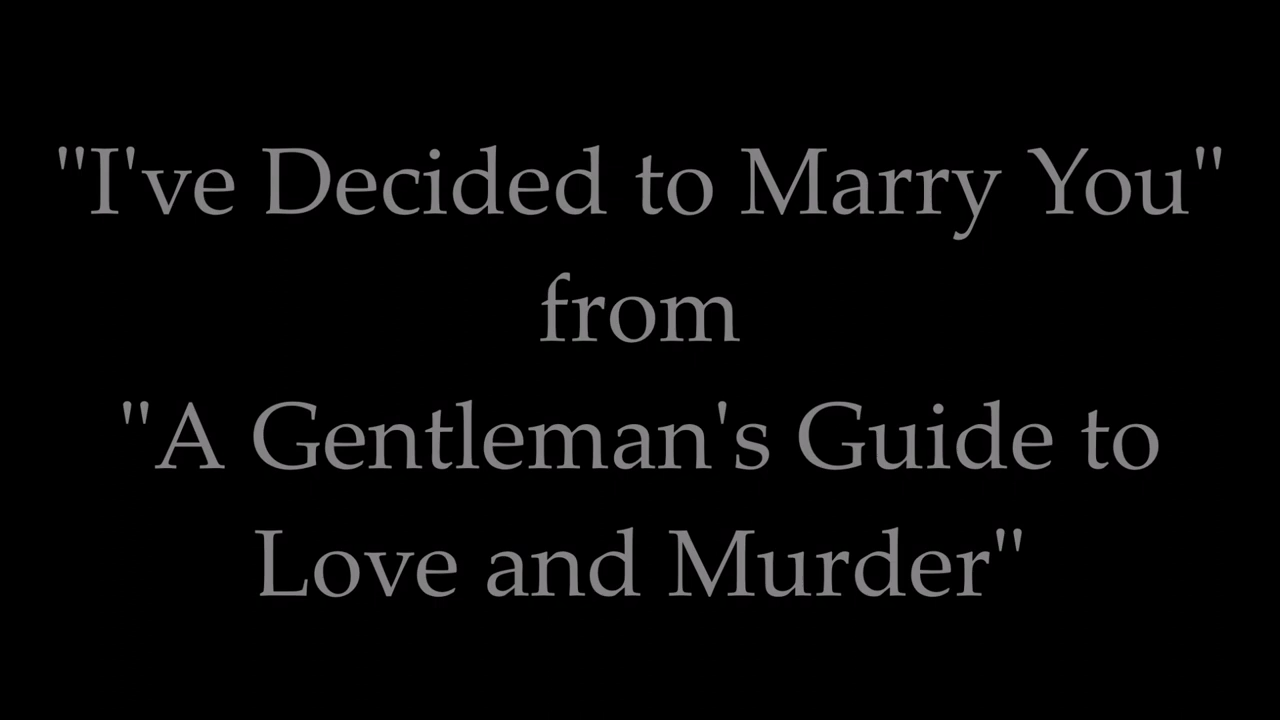 "I've Decided to Marry You"
from
"A Gentleman's Guide to
Love and Murder"